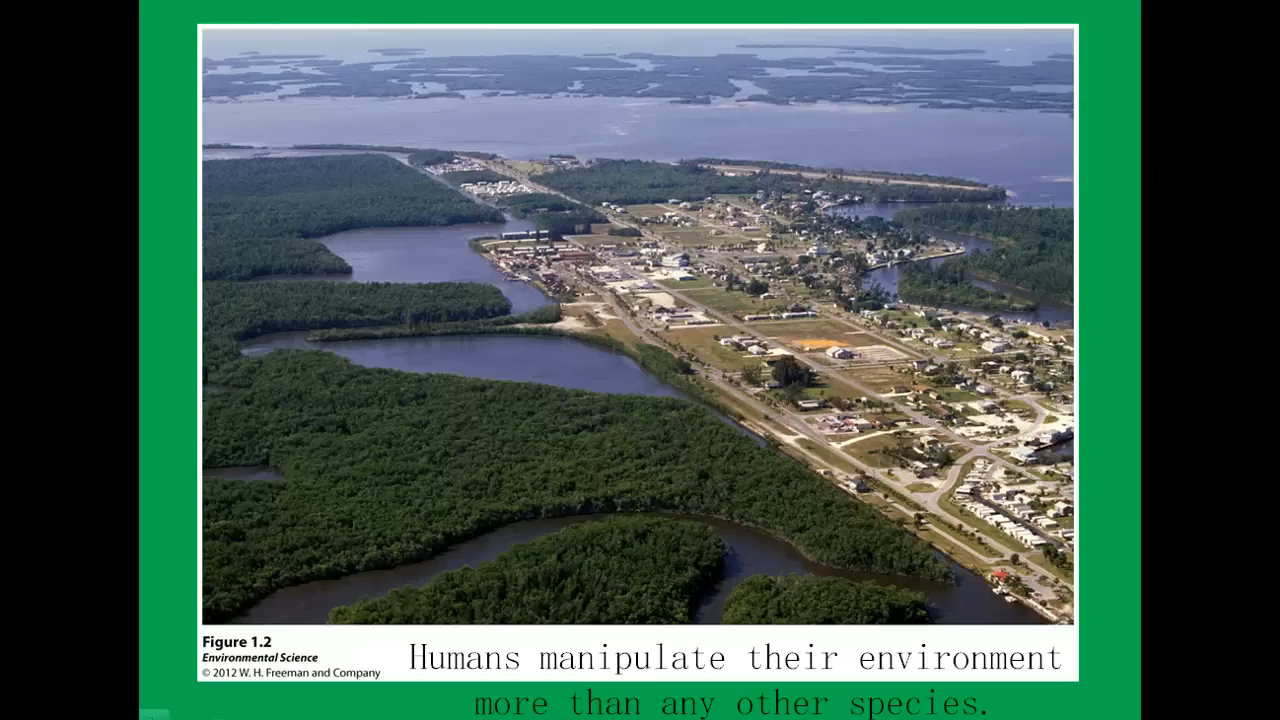 Figure 1.2
Environmental Science
© 2012 W. H. Freeman and Company
Humans manipulate their environment
more than any other species.